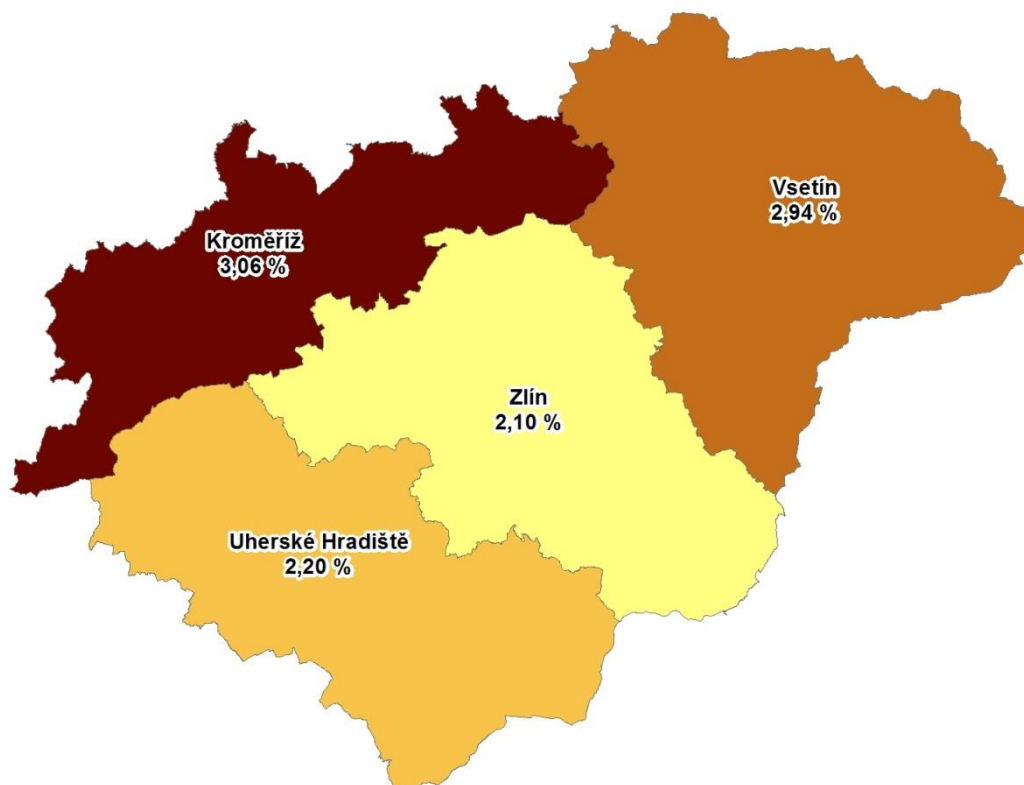 Vsetín
2,94 %
Kroměříž
3,06 %
Zlín
2,10 %
Uherské Hradiště
2,20 %